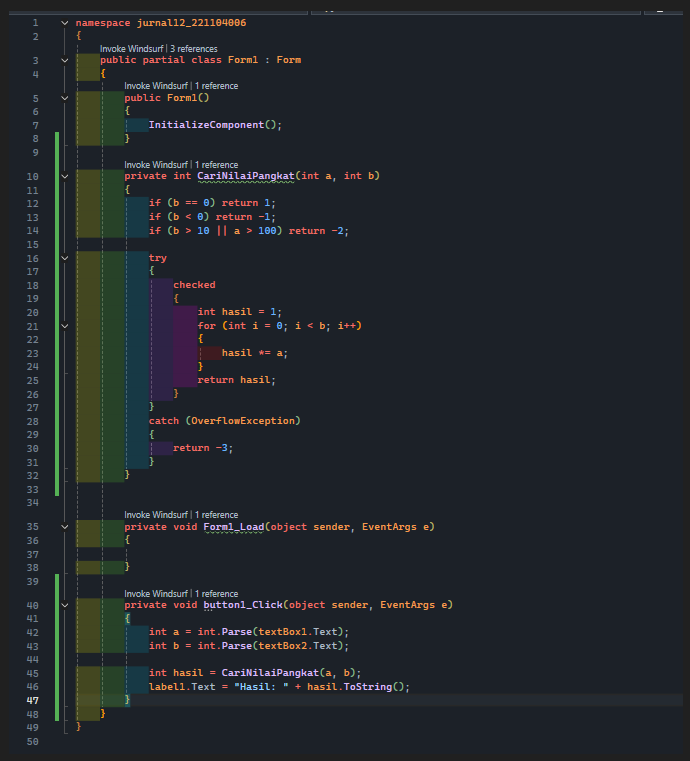 1 namespace jurnal12_221104006
2 {
Invoke Windsurf | 3 references
3 public partial class Form1 : Form
4 {
Invoke Windsurf | 1 reference
5 public Form1()
6 {
7 InitializeComponent();
8 }
9
Invoke Windsurf | 1 reference
10 private int CariNilaiPangkat(int a, int b)
11 {
12 if (b == 0) return 1;
13 if (b < 0) return -1;
14 if (b > 10 || a > 100) return -2;
15
16 try
17 {
18 checked
19 {
20 int hasil = 1;
21 for (int i = 0; i < b; i++)
22 {
23 hasil *= a;
24 }
25 return hasil;
26 }
27 }
28 catch (OverflowException)
29 {
30 return -3;
31 }
32 }
33
34
Invoke Windsurf | 1 reference
35 private void Form1_Load(object sender, EventArgs e)
36 {
37
38 }
39
Invoke Windsurf | 1 reference
40 private void button1_Click(object sender, EventArgs e)
41 {
42 int a = int.Parse(textBox1.Text);
43 int b = int.Parse(textBox2.Text);
44
45 int hasil = CariNilaiPangkat(a, b);
46 label1.Text = "Hasil: " + hasil.ToString();
47 }
48 }
49 }
50